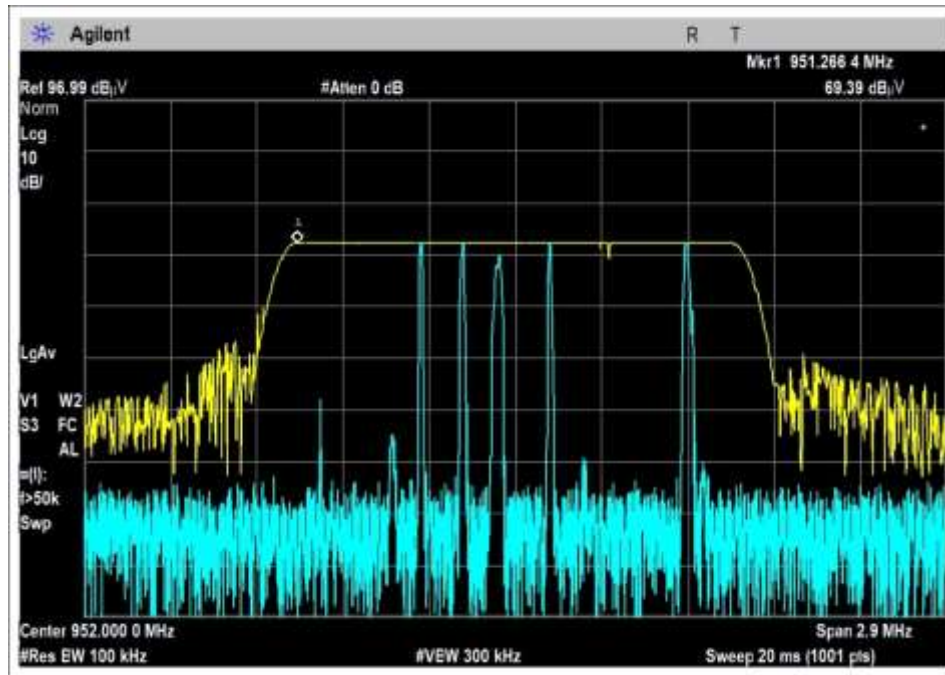 Agilent
R T
Mkr1 951.266 4 MHz
Ref 96.99 dBµV #Atten 0 dB 69.39 dBµV
Norm
Log
10
dB/
1
LgAv
V1 W2
S3 FC
AL
¤(f):
f>50k
Swp
Center 952.000 0 MHz Span 2.9 MHz
#Res BW 100 kHz #VBW 300 kHz Sweep 20 ms (1001 pts)